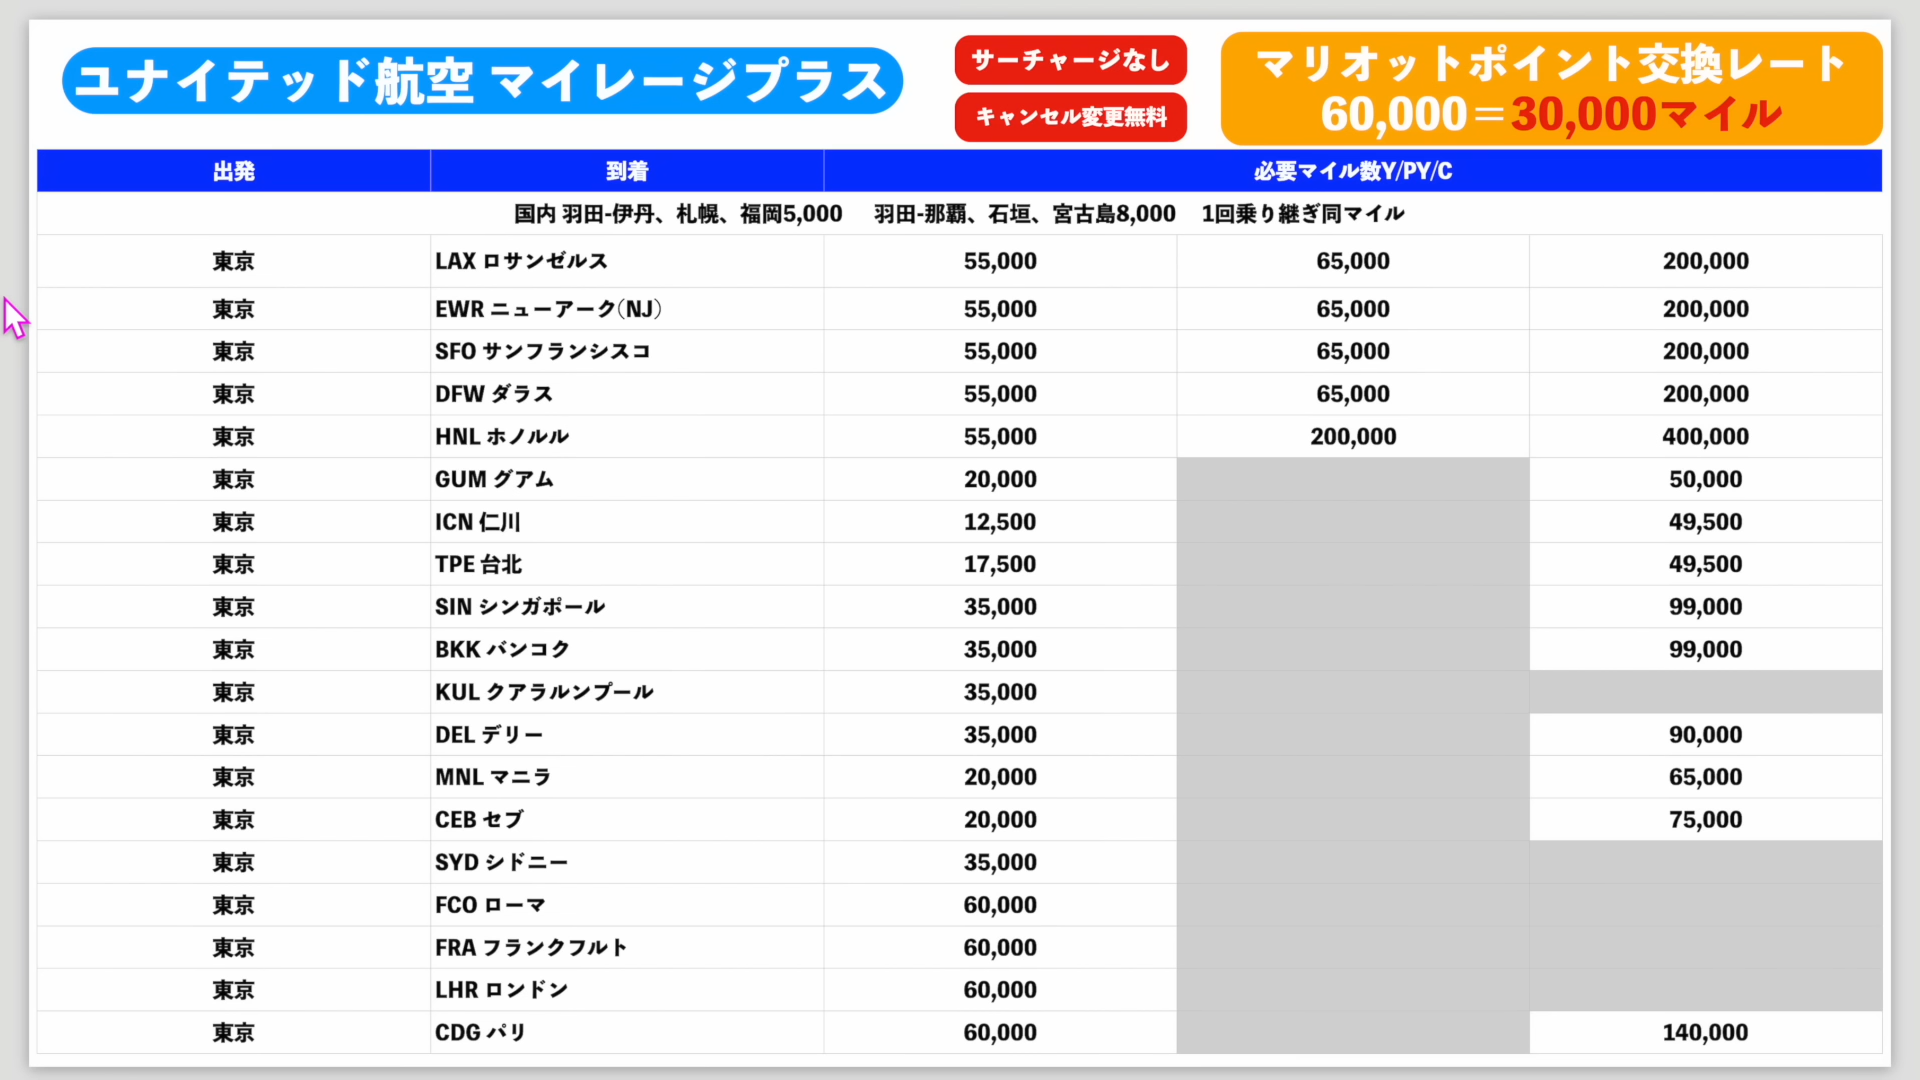 ユナイテッド航空 マイレージプラス
サーチャージなし
キャンセル変更無料
マリオットポイント交換レート
60,000＝30,000マイル
出発 到着 必要マイル数Y/PY/C
国内 羽田-伊丹、札幌、福岡5,000 羽田-那覇、石垣、宮古島8,000 1回乗り継ぎ同マイル
東京 LAX ロサンゼルス 55,000 65,000 200,000
東京 EWR ニューアーク(NJ) 55,000 65,000 200,000
東京 SFO サンフランシスコ 55,000 65,000 200,000
東京 DFW ダラス 55,000 65,000 200,000
東京 HNL ホノルル 55,000 200,000 400,000
東京 GUM グアム 20,000 50,000
東京 ICN 仁川 12,500 49,500
東京 TPE 台北 17,500 49,500
東京 SIN シンガポール 35,000 99,000
東京 BKK バンコク 35,000 99,000
東京 KUL クアラルンプール 35,000
東京 DEL デリー 35,000 90,000
東京 MNL マニラ 20,000 65,000
東京 CEB セブ 20,000 75,000
東京 SYD シドニー 35,000
東京 FCO ローマ 60,000
東京 FRA フランクフルト 60,000
東京 LHR ロンドン 60,000
東京 CDG パリ 60,000 140,000